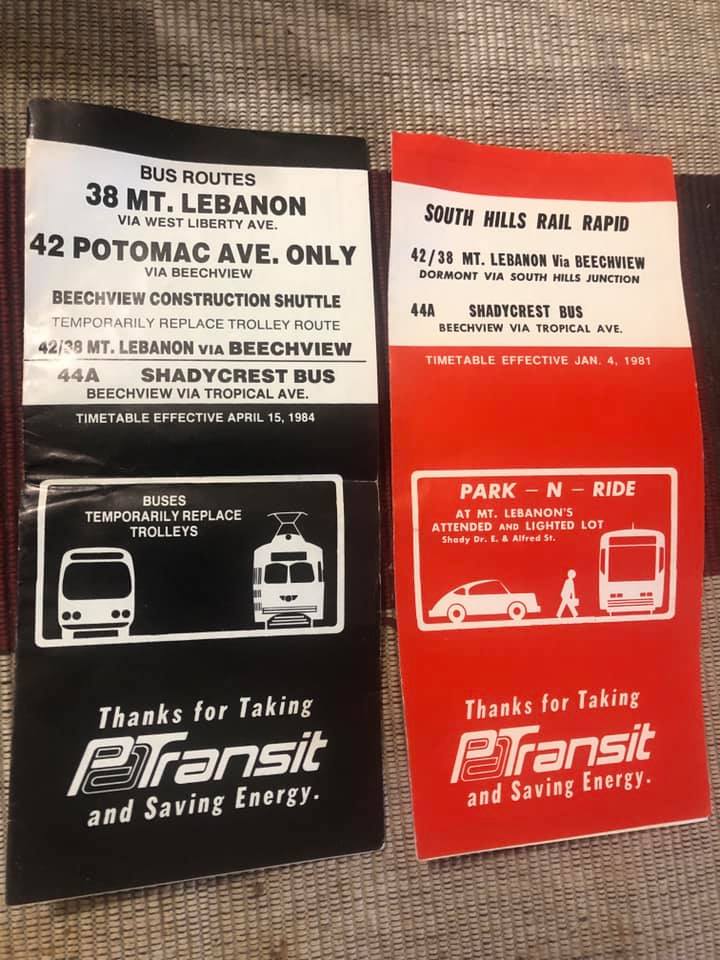 BUS ROUTES
38 MT. LEBANON
VIA WEST LIBERTY AVE.
42 POTOMAC AVE. ONLY
VIA BEECHVIEW
BEECHVIEW CONSTRUCTION SHUTTLE
TEMPORARILY REPLACE TROLLEY ROUTE
42/38 MT. LEBANON VIA BEECHVIEW
44A SHADYCREST BUS
BEECHVIEW VIA TROPICAL AVE.
TIMETABLE EFFECTIVE APRIL 15, 1984
BUSES
TEMPORARILY REPLACE
TROLLEYS
Thanks for Taking
PATransit
and Saving Energy.
SOUTH HILLS RAIL RAPID
42/38 MT. LEBANON Via BEECHVIEW
DORMONT VIA SOUTH HILLS JUNCTION
44A SHADYCREST BUS
BEECHVIEW VIA TROPICAL AVE.
TIMETABLE EFFECTIVE JAN. 4, 1981
PARK - N - RIDE
AT MT. LEBANON'S
ATTENDED AND LIGHTED LOT
Shady Dr. E. & Alfred St.
Thanks for Taking
PATransit
and Saving Energy.